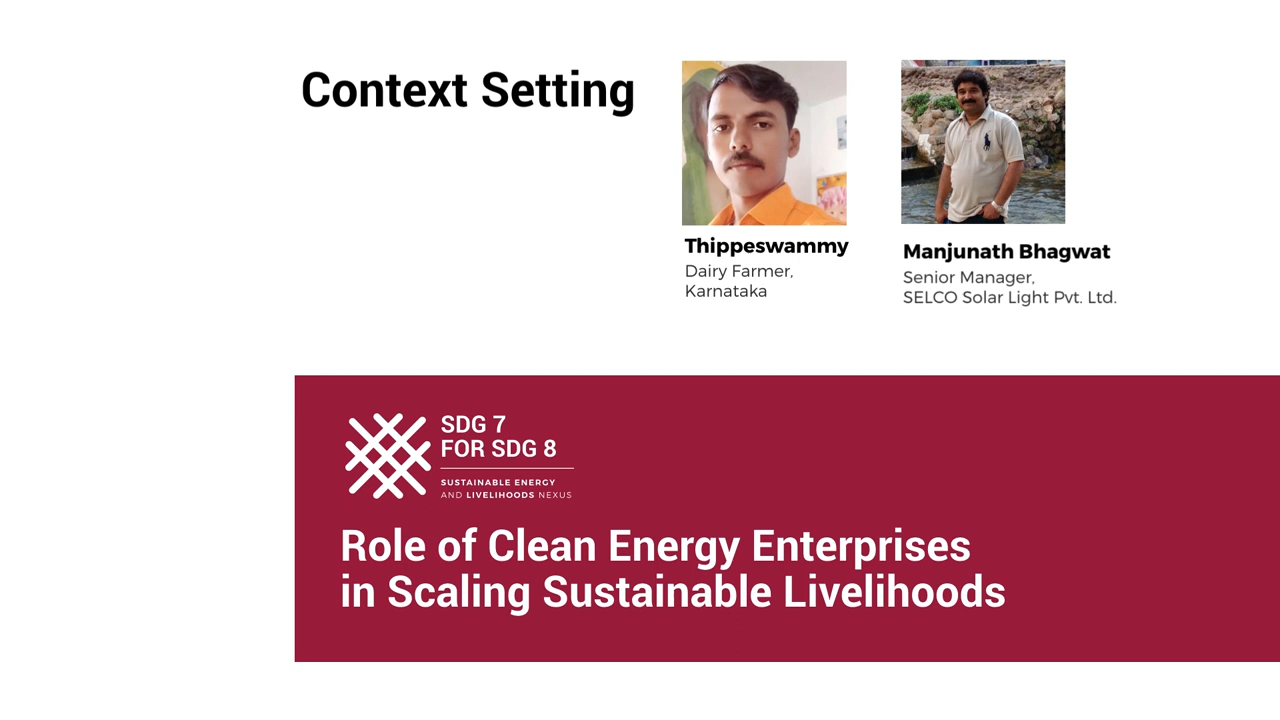 Context Setting
Thippeswammy
Dairy Farmer,
Karnataka
Manjunath Bhagwat
Senior Manager,
SELCO Solar Light Pvt. Ltd.
SDG 7
FOR SDG 8
SUSTAINABLE ENERGY
AND LIVELIHOODS NEXUS
Role of Clean Energy Enterprises
in Scaling Sustainable Livelihoods